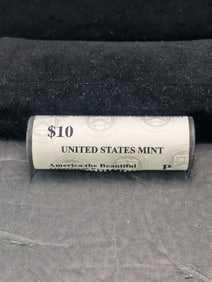 $10
UNITED STATES MINT
America the Beautiful P